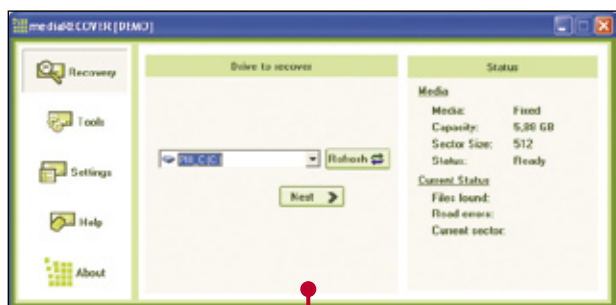 mediaRECOVER [DEMO]
Recovery
Tools
Settings
Help
About
Drive to recover
Refresh
Next
Status
Media
Media: Fixed
Capacity: 5,88 GB
Sector Size: 512
Status: Ready
Current Status
Files found:
Read errors:
Current sector: